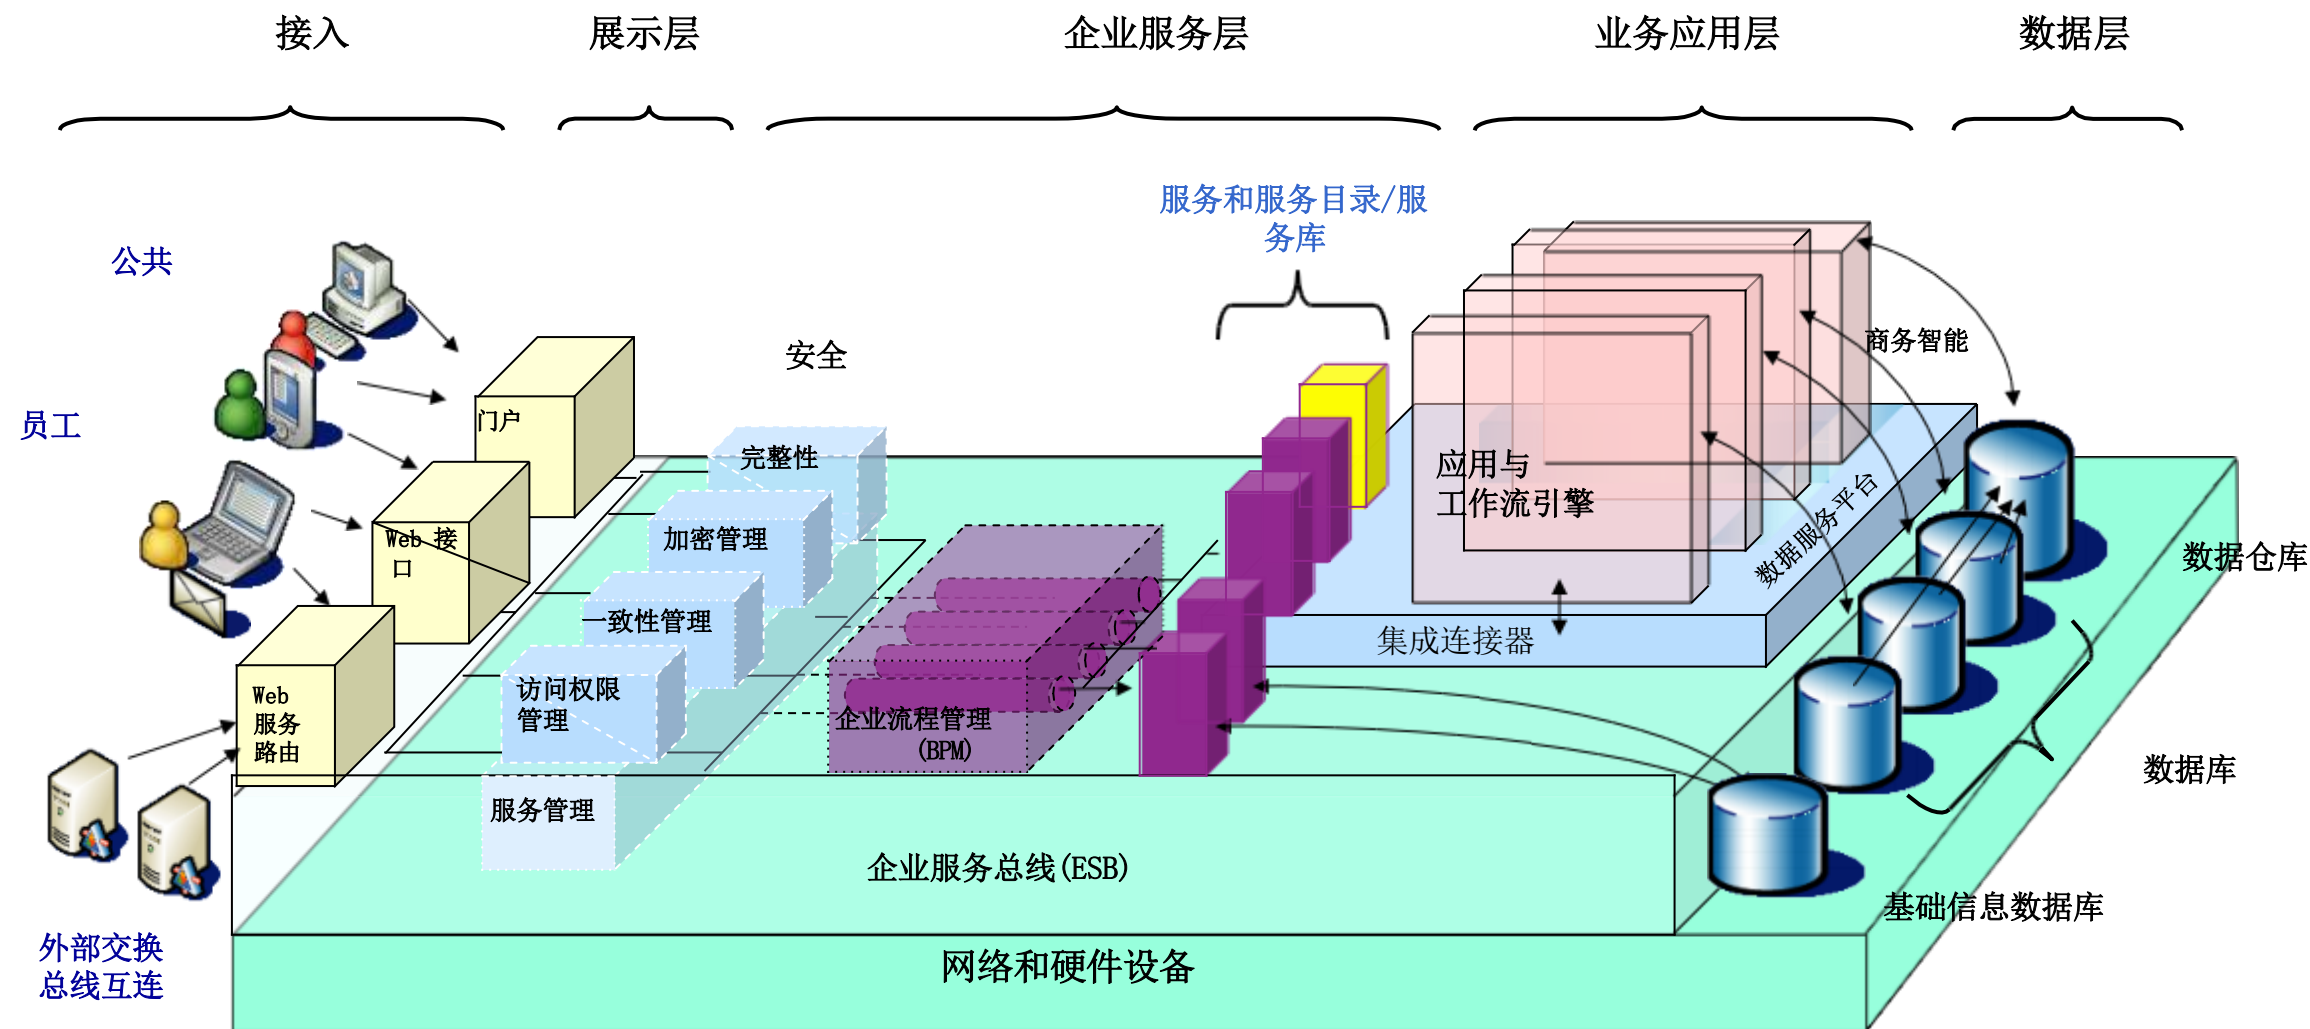 接入
展示层
企业服务层
业务应用层
数据层
服务和服务目录/服
务库
公共
员工
安全
门户
Web 接
口
Web
服务
路由
外部交换
总线互连
完整性
加密管理
一致性管理
访问权限
管理
服务管理
企业流程管理
(BPM)
应用与
工作流引擎
商务智能
数据服务平台
集成连接器
数据仓库
数据库
基础信息数据库
企业服务总线(ESB)
网络和硬件设备